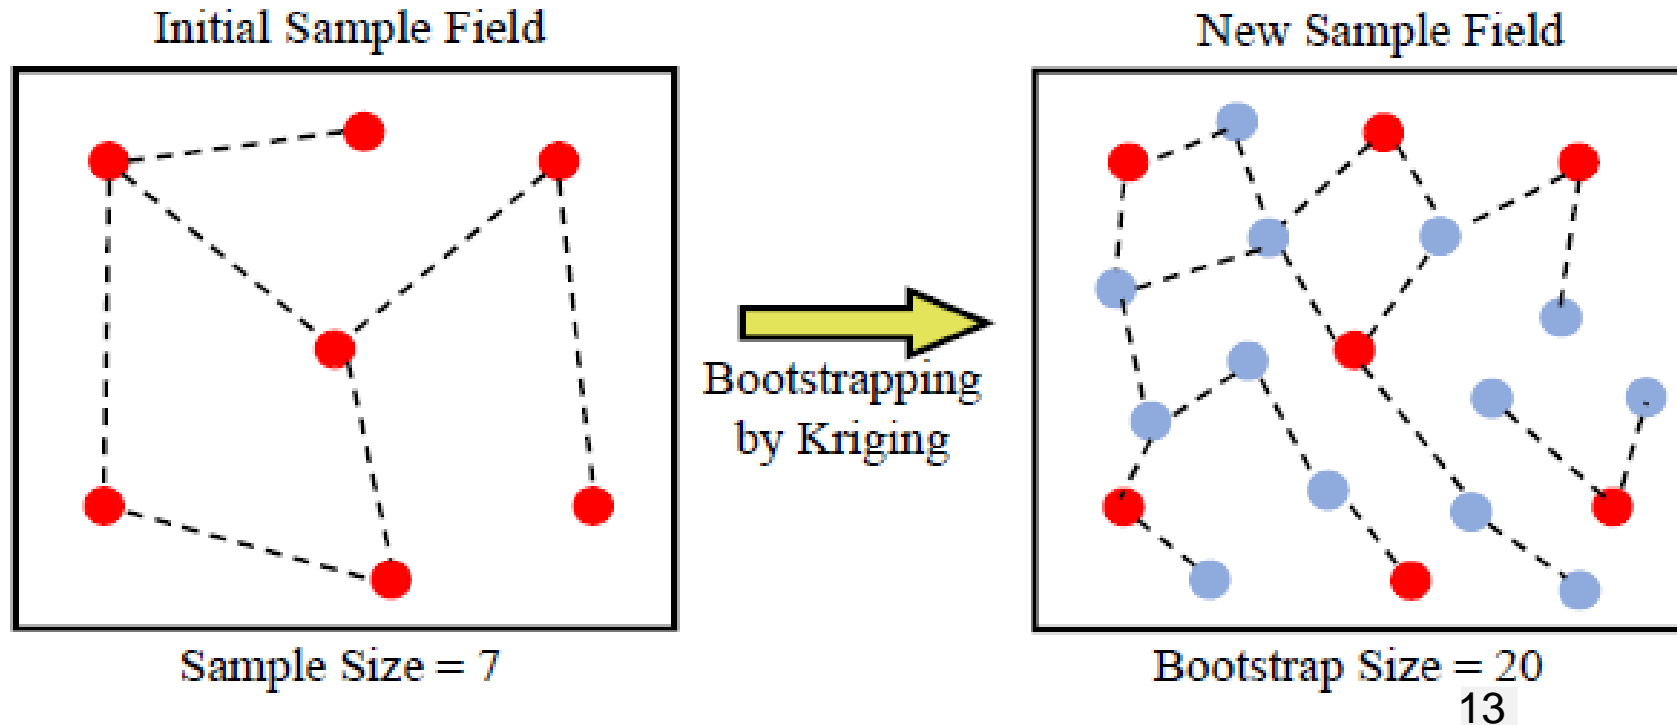 Initial Sample Field
New Sample Field
Bootstrapping
by Kriging
Sample Size = 7
Bootstrap Size = 20
13